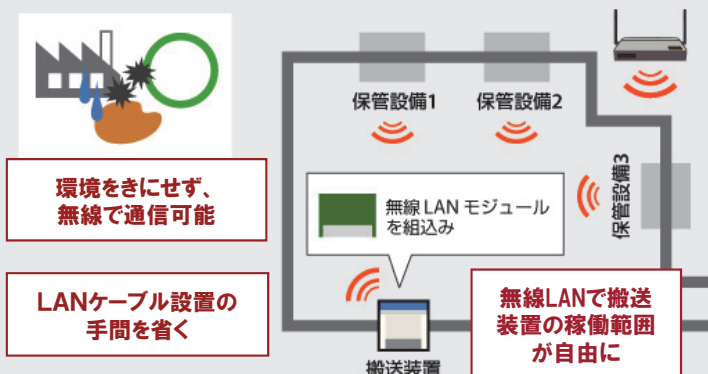 環境をきにせず、
無線で通信可能
LANケーブル設置の
手間を省く
保管設備1
保管設備2
保管設備3
無線LANモジュール
を組込み
搬送装置
無線LANで搬送
装置の稼働範囲
が自由に